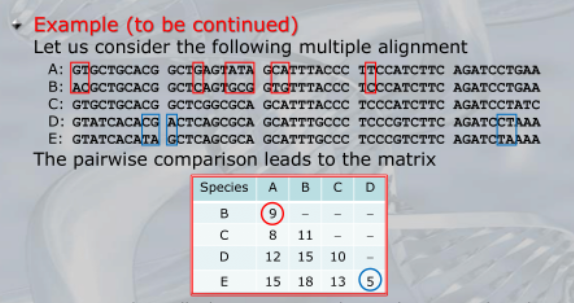 Example (to be continued)
Let us consider the following multiple alignment
A: GTGCTGCACG GCTGAGTATA GCATTTACCC TTCCATCTTC AGATCCTGAA
B: ACGCTGCACG GCTCAGTGCG GTGTTTACCC TCCCATCTTC AGATCCTGAA
C: GTGCTGCACG GCTCGGCGCA GCATTTACCC TCCCATCTTC AGATCCTATC
D: GTATCACACG ACTCAGCGCA GCATTTGCCC TCCCGTCTTC AGATCCTAAA
E: GTATCACATA GCTCAGCGCA GCATTTGCCC TCCCGTCTTC AGATCTAAAA
The pairwise comparison leads to the matrix
Species A B C D
B 9 – – –
C 8 11 – –
D 12 15 10 –
E 15 18 13 5